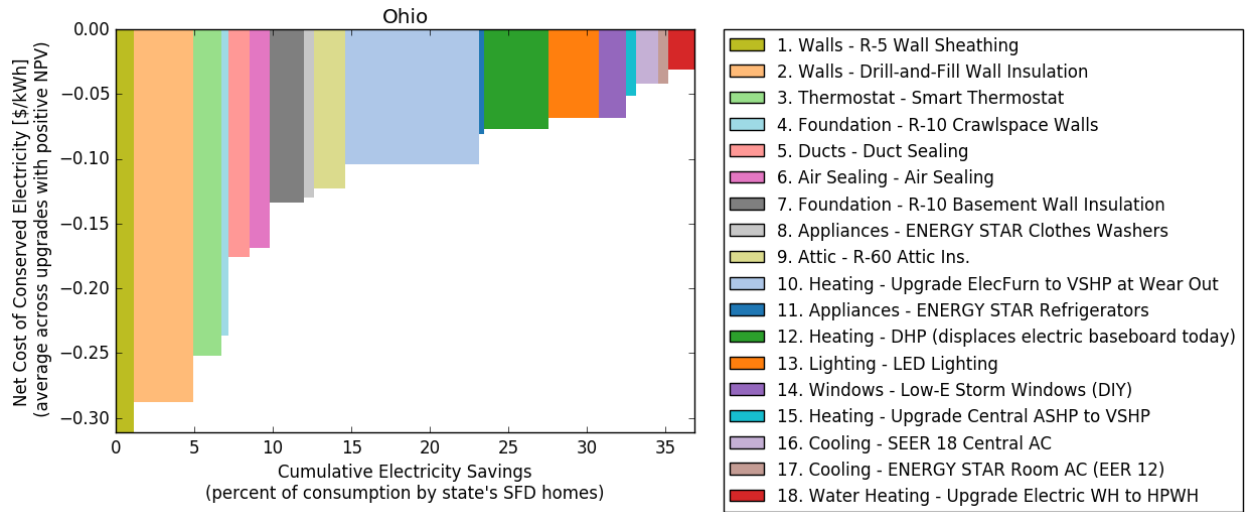 Ohio
0.00
−0.05
−0.10
−0.15
−0.20
−0.25
−0.30
Net Cost of Conserved Electricity [$/kWh]
(average across upgrades with positive NPV)
0 5 10 15 20 25 30 35
Cumulative Electricity Savings
(percent of consumption by state's SFD homes)
1. Walls - R-5 Wall Sheathing
2. Walls - Drill-and-Fill Wall Insulation
3. Thermostat - Smart Thermostat
4. Foundation - R-10 Crawlspace Walls
5. Ducts - Duct Sealing
6. Air Sealing - Air Sealing
7. Foundation - R-10 Basement Wall Insulation
8. Appliances - ENERGY STAR Clothes Washers
9. Attic - R-60 Attic Ins.
10. Heating - Upgrade ElecFurn to VSHP at Wear Out
11. Appliances - ENERGY STAR Refrigerators
12. Heating - DHP (displaces electric baseboard today)
13. Lighting - LED Lighting
14. Windows - Low-E Storm Windows (DIY)
15. Heating - Upgrade Central ASHP to VSHP
16. Cooling - SEER 18 Central AC
17. Cooling - ENERGY STAR Room AC (EER 12)
18. Water Heating - Upgrade Electric WH to HPWH